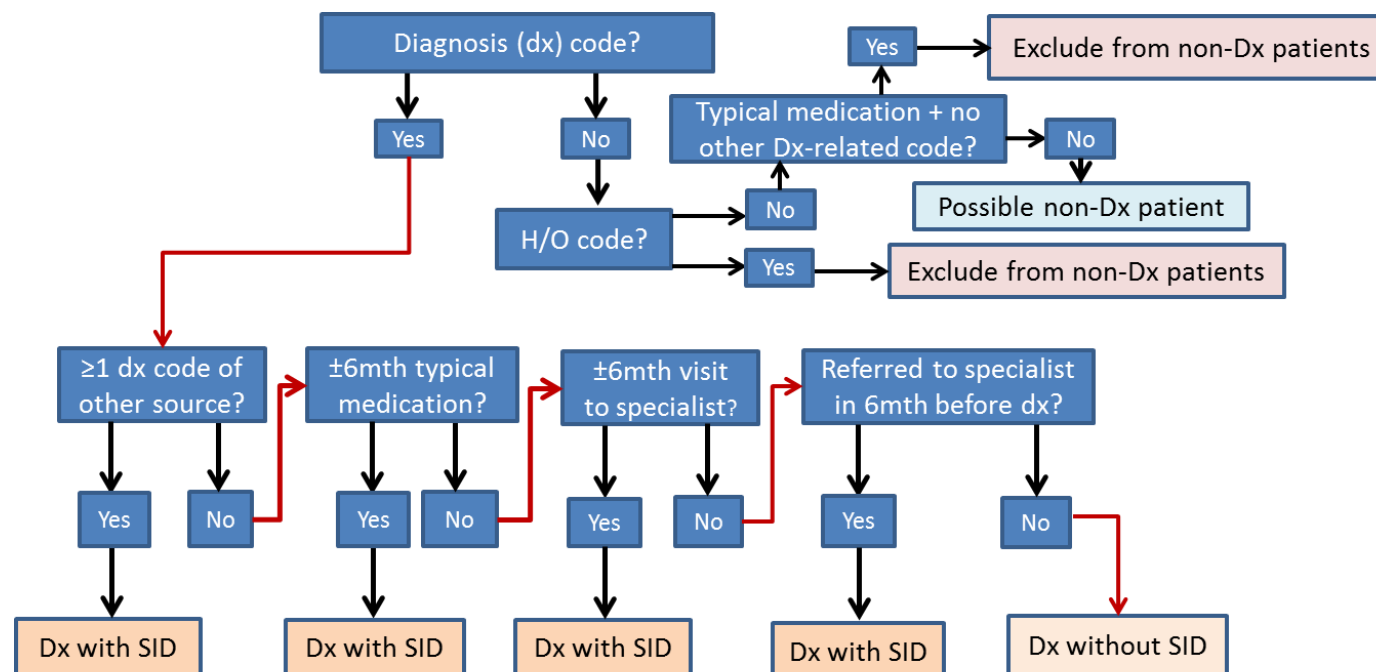 Diagnosis (dx) code?
Yes
No
Yes
Exclude from non-Dx patients
Typical medication + no
other Dx-related code?
No
Possible non-Dx patient
H/O code?
No
Yes
Exclude from non-Dx patients
≥1 dx code of
other source?
±6mth typical
medication?
±6mth visit
to specialist?
Referred to specialist
in 6mth before dx?
Yes
No
Yes
No
Yes
No
Yes
No
Dx with SID
Dx with SID
Dx with SID
Dx with SID
Dx without SID